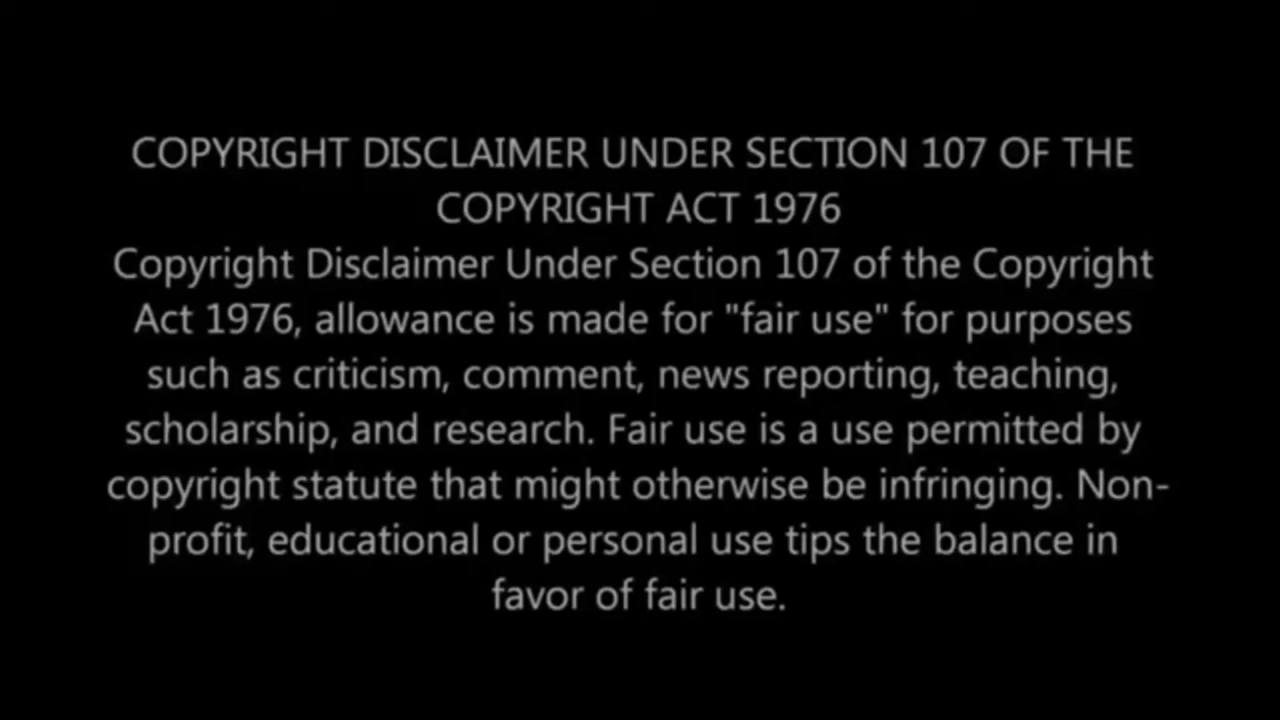 COPYRIGHT DISCLAIMER UNDER SECTION 107 OF THE
COPYRIGHT ACT 1976
Copyright Disclaimer Under Section 107 of the Copyright
Act 1976, allowance is made for "fair use" for purposes
such as criticism, comment, news reporting, teaching,
scholarship, and research. Fair use is a use permitted by
copyright statute that might otherwise be infringing. Non-
profit, educational or personal use tips the balance in
favor of fair use.